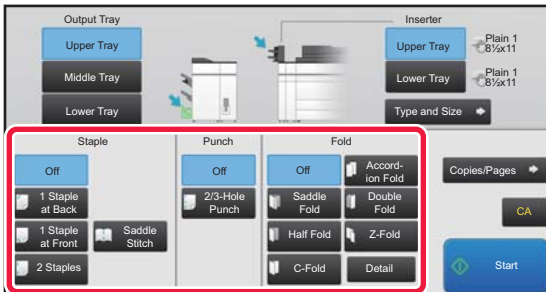 Output Tray
Inserter
Upper Tray
Middle Tray
Lower Tray
Upper Tray
Plain 1
8½x11
Lower Tray
Plain 1
8½x11
Type and Size
Staple
Punch
Fold
Off
1 Staple
at Back
1 Staple
at Front
Saddle
Stitch
2 Staples
Off
2/3-Hole
Punch
Off
Accord-
ion Fold
Saddle
Fold
Double
Fold
Half Fold
Z-Fold
C-Fold
Detail
Copies/Pages
CA
Start